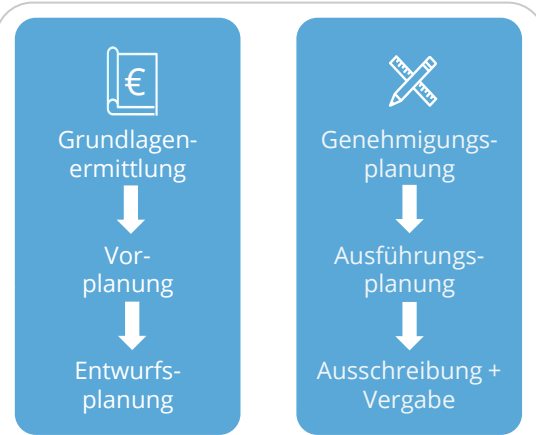 €
Grundlagen-
ermittlung
Vor-
planung
Entwurfs-
planung
Genehmigungs-
planung
Ausführungs-
planung
Ausschreibung +
Vergabe